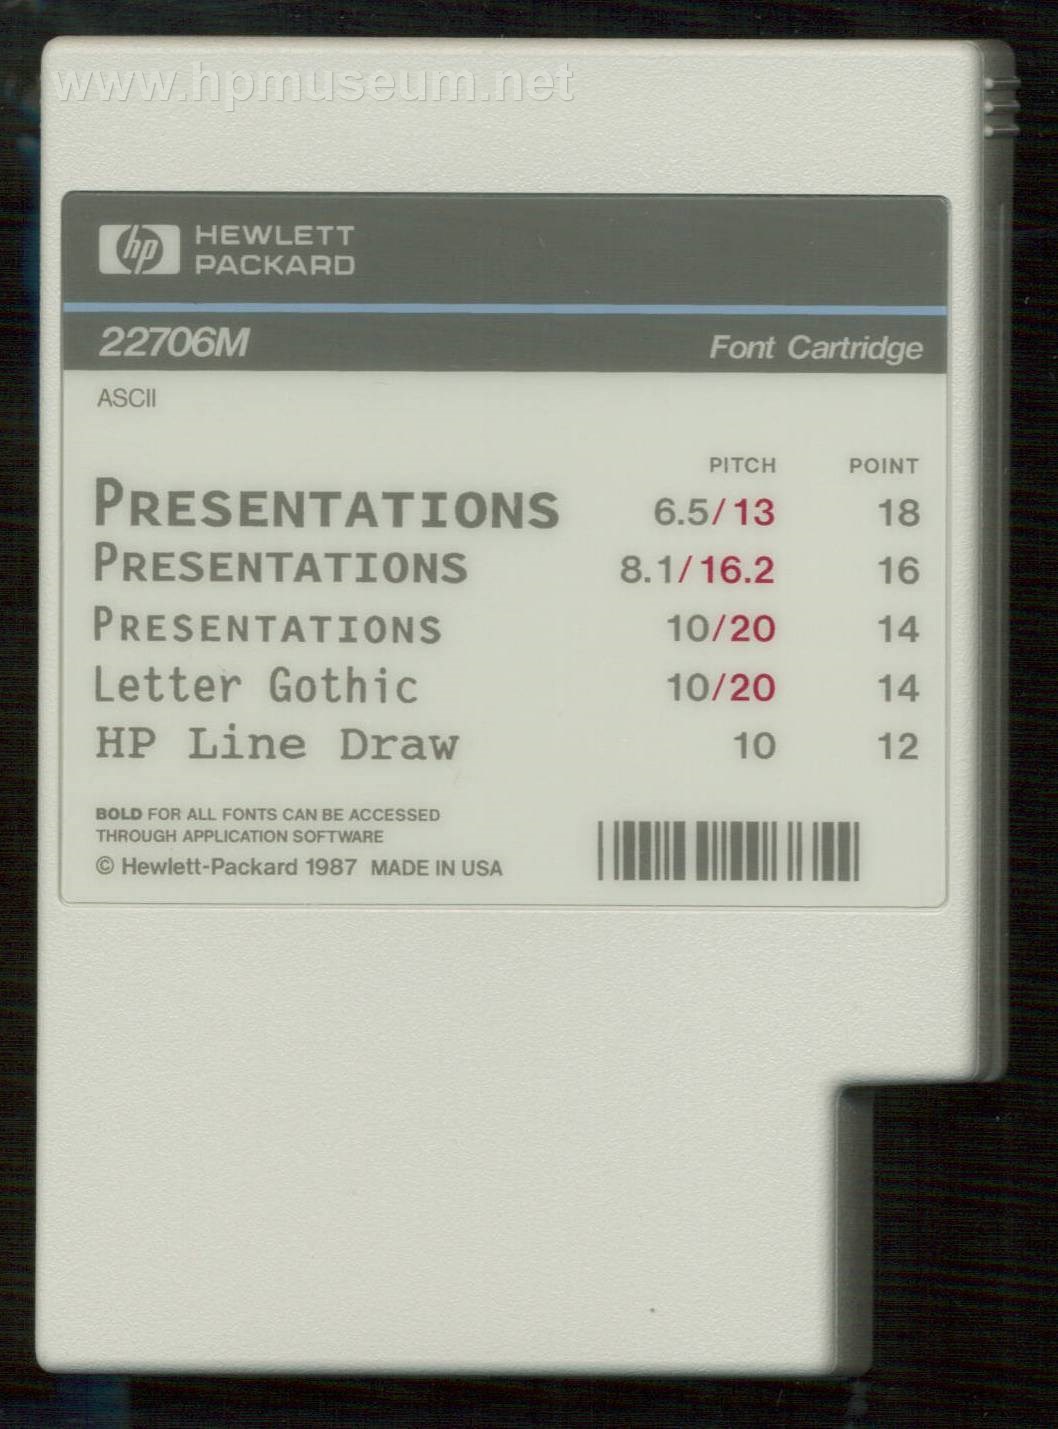 www.hpmuseum.net
hp HEWLETT
PACKARD
22706M Font Cartridge
ASCII
PITCH POINT
PRESENTATIONS 6.5/13 18
PRESENTATIONS 8.1/16.2 16
PRESENTATIONS 10/20 14
Letter Gothic 10/20 14
HP Line Draw 10 12
BOLD FOR ALL FONTS CAN BE ACCESSED
THROUGH APPLICATION SOFTWARE
© Hewlett-Packard 1987 MADE IN USA